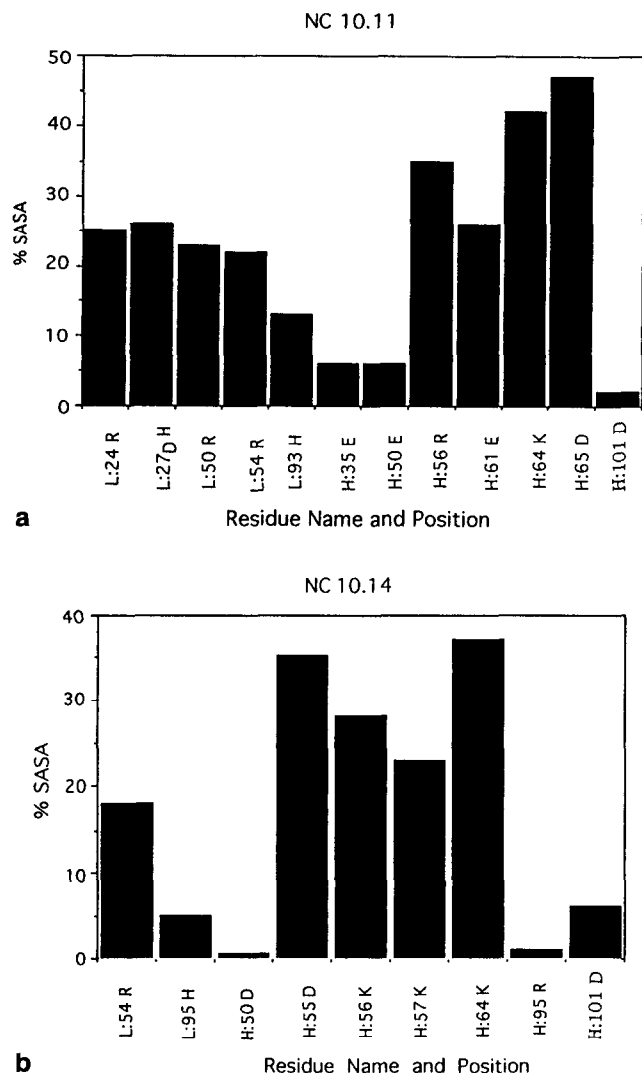 NC 10.11
50
40
30
20
10
0
% SASA
L:24 R
L:27D H
L:50 R
L:54 R
L:93 H
H:35 E
H:50 E
H:56 R
H:61 E
H:64 K
H:65 D
H:101 D
a
Residue Name and Position
NC 10.14
40
30
20
10
0
% SASA
L:54 R
L:95 H
H:50 D
H:55 D
H:56 K
H:57 K
H:64 K
H:95 R
H:101 D
b
Residue Name and Position